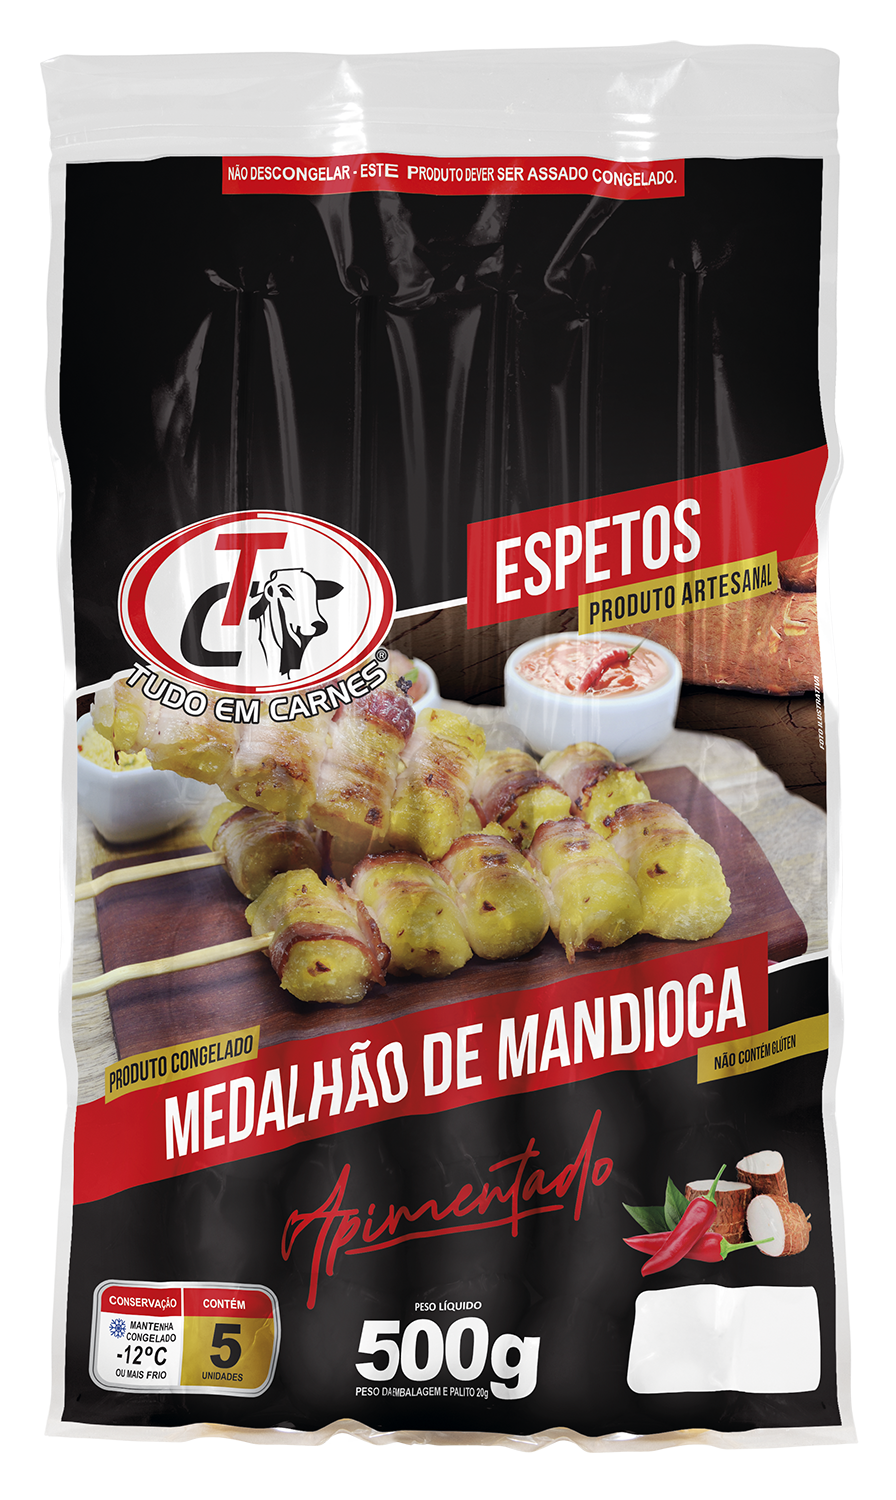 NÃO DESCONGELAR - ESTE PRODUTO DEVER SER ASSADO CONGELADO.
ESPETOS
PRODUTO ARTESANAL
TC
TUDO EM CARNES®
FOTO ILUSTRATIVA
PRODUTO CONGELADO
MEDALHÃO DE MANDIOCA
NÃO CONTÉM GLÚTEN
Apimentado
CONSERVAÇÃO
MANTENHA
CONGELADO
-12ºC
OU MAIS FRIO
CONTÉM
5
UNIDADES
PESO LÍQUIDO
500g
PESO DA EMBALAGEM E PALITO 20g